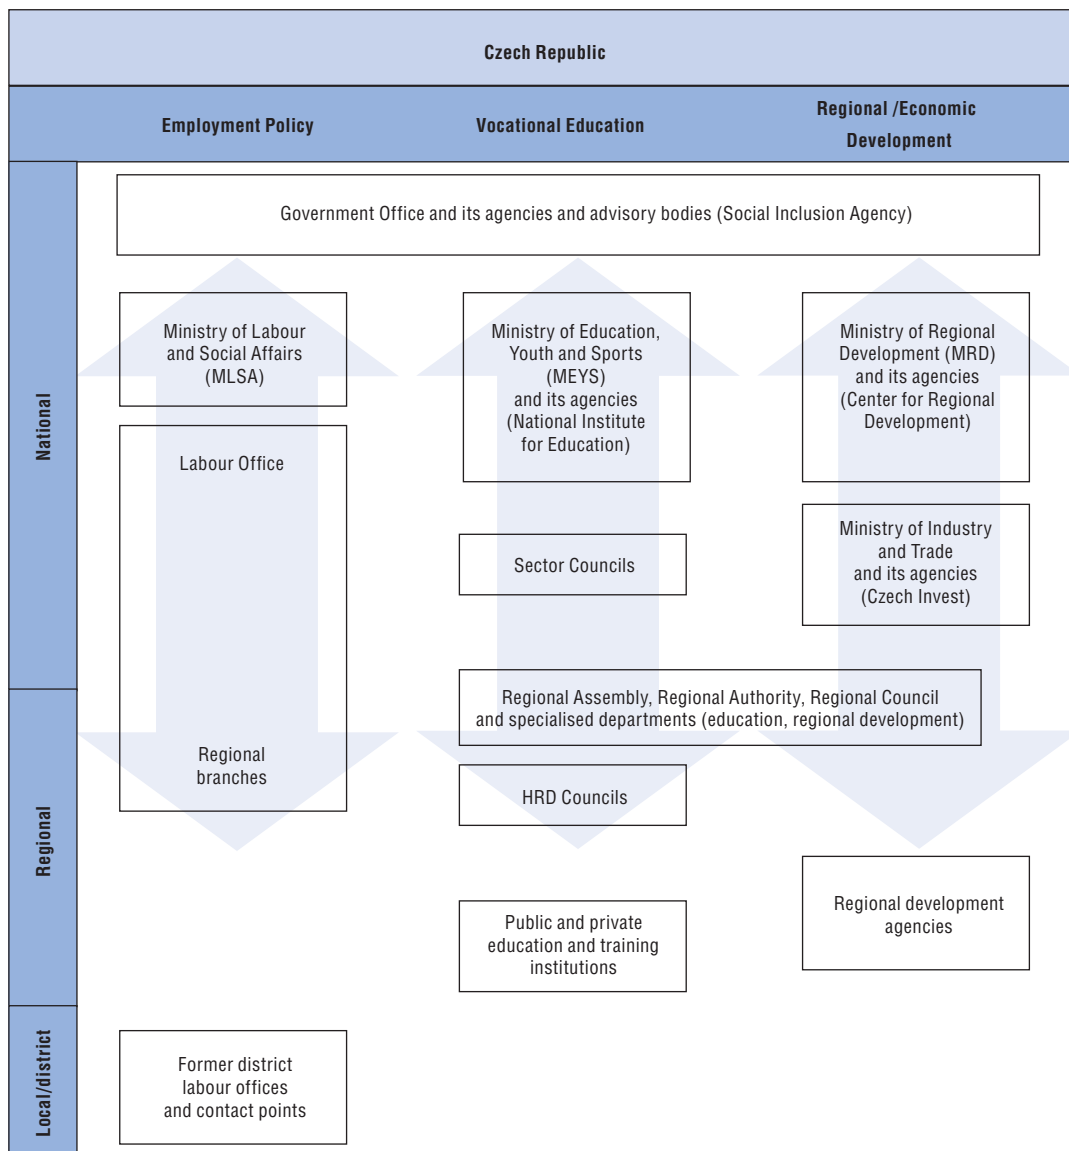 Czech Republic
Employment Policy
Vocational Education
Regional /Economic
Development
National
Government Office and its agencies and advisory bodies (Social Inclusion Agency)
Ministry of Labour
and Social Affairs
(MLSA)
Ministry of Education,
Youth and Sports
(MEYS)
and its agencies
(National Institute
for Education)
Ministry of Regional
Development (MRD)
and its agencies
(Center for Regional
Development)
Labour Office
Sector Councils
Ministry of Industry
and Trade
and its agencies
(Czech Invest)
Regional
Regional Assembly, Regional Authority, Regional Council
and specialised departments (education, regional development)
Regional
branches
HRD Councils
Public and private
education and training
institutions
Regional development
agencies
Local/district
Former district
labour offices
and contact points